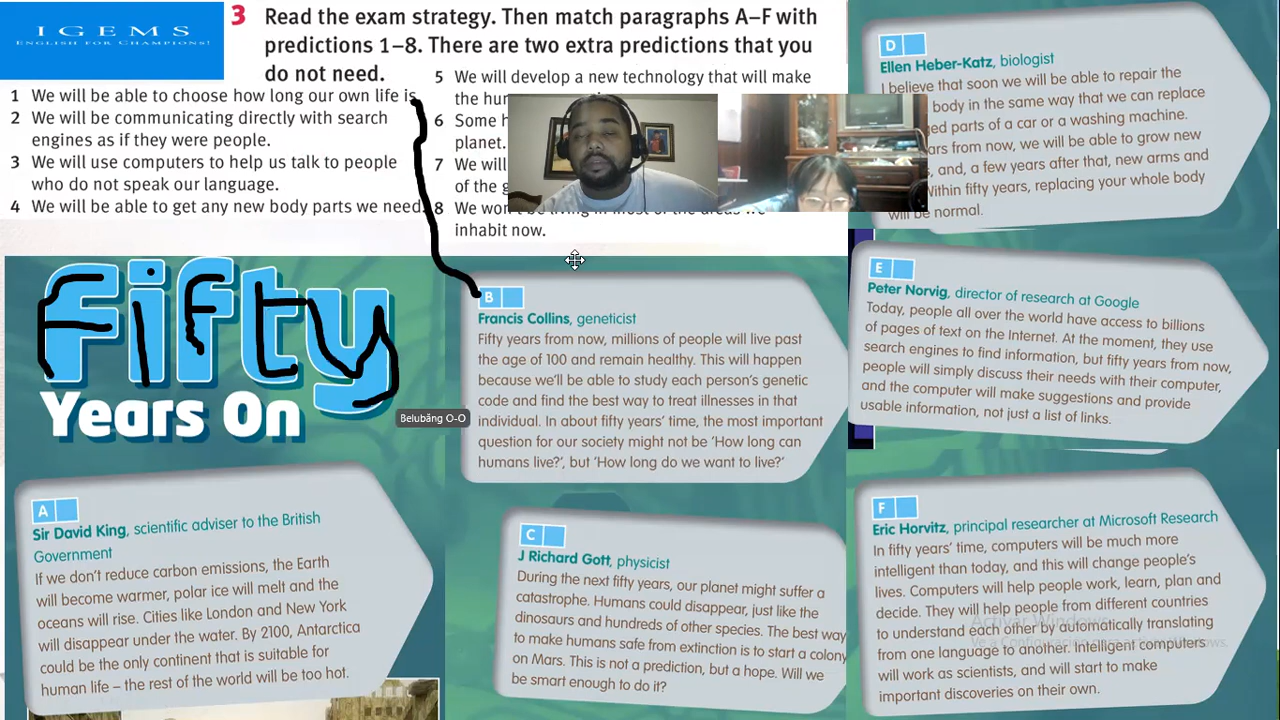 IGEMS
ENGLISH FOR CHAMPIONS!
3 Read the exam strategy. Then match paragraphs A–F with
predictions 1–8. There are two extra predictions that you
do not need.
1 We will be able to choose how long our own life is
2 We will be communicating directly with search
engines as if they were people.
3 We will use computers to help us talk to people
who do not speak our language.
4 We will be able to get any new body parts we need
5 We will develop a new technology that will make
the
6 Some
planet.
7 We will
of the
8 We won't be living in most of the areas we
inhabit now.
Fifty
Years On
Belubăng O-O
A
Sir David King, scientific adviser to the British
Government
If we don't reduce carbon emissions, the Earth
will become warmer, polar ice will melt and the
oceans will rise. Cities like London and New York
will disappear under the water. By 2100, Antarctica
could be the only continent that is suitable for
human life – the rest of the world will be too hot.
B
Francis Collins, geneticist
Fifty years from now, millions of people will live past
the age of 100 and remain healthy. This will happen
because we'll be able to study each person's genetic
code and find the best way to treat illnesses in that
individual. In about fifty years' time, the most important
question for our society might not be 'How long can
humans live?', but 'How long do we want to live?'
C
J Richard Gott, physicist
During the next fifty years, our planet might suffer a
catastrophe. Humans could disappear, just like the
dinosaurs and hundreds of other species. The best way
to make humans safe from extinction is to start a colony
on Mars. This is not a prediction, but a hope. Will we
be smart enough to do it?
D
Ellen Heber-Katz, biologist
I believe that soon we will be able to repair the
body in the same way that we can replace
parts of a car or a washing machine.
from now, we will be able to grow new
and, a few years after that, new arms and
Within fifty years, replacing your whole body
will be normal.
E
Peter Norvig, director of research at Google
Today, people all over the world have access to billions
of pages of text on the Internet. At the moment, they use
search engines to find information, but fifty years from now,
people will simply discuss their needs with their computer,
and the computer will make suggestions and provide
usable information, not just a list of links.
F
Eric Horvitz, principal researcher at Microsoft Research
In fifty years' time, computers will be much more
intelligent than today, and this will change people's
lives. Computers will help people work, learn, plan and
decide. They will help people from different countries
to understand each other by automatically translating
from one language to another. Intelligent computers
will work as scientists, and will start to make
important discoveries on their own.
Activar Windows
Ve a Configuración para activar Windows.